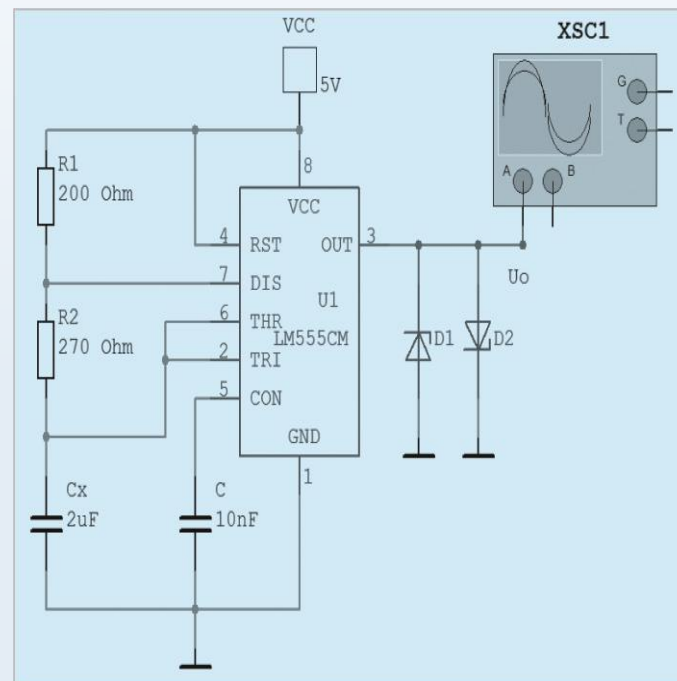 XSC1
VCC
5V
G
T
A
B
R1
200 Ohm
8
VCC
4
RST
OUT
3
7
DIS
Uo
U1
R2
270 Ohm
6
THR
LM555CM
D1
D2
2
TRI
5
CON
GND
1
Cx
2uF
C
10nF